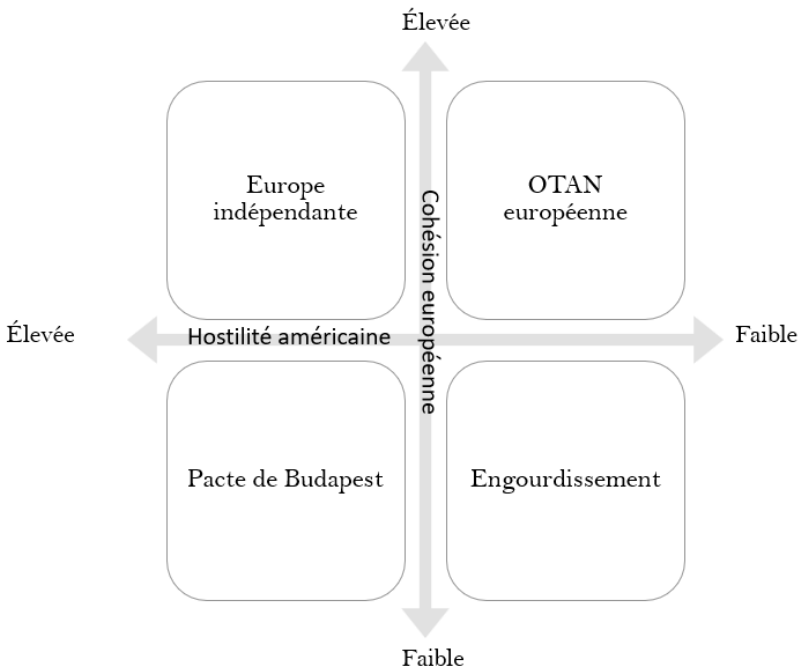 Élevée
Europe
indépendante
OTAN
européenne
Cohésion européenne
Élevée
Hostilité américaine
Faible
Pacte de Budapest
Engourdissement
Faible